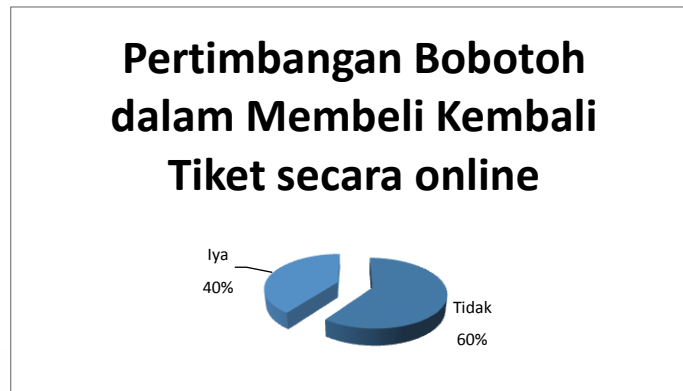 Pertimbangan Bobotoh
dalam Membeli Kembali
Tiket secara online
Iya
40%
Tidak
60%